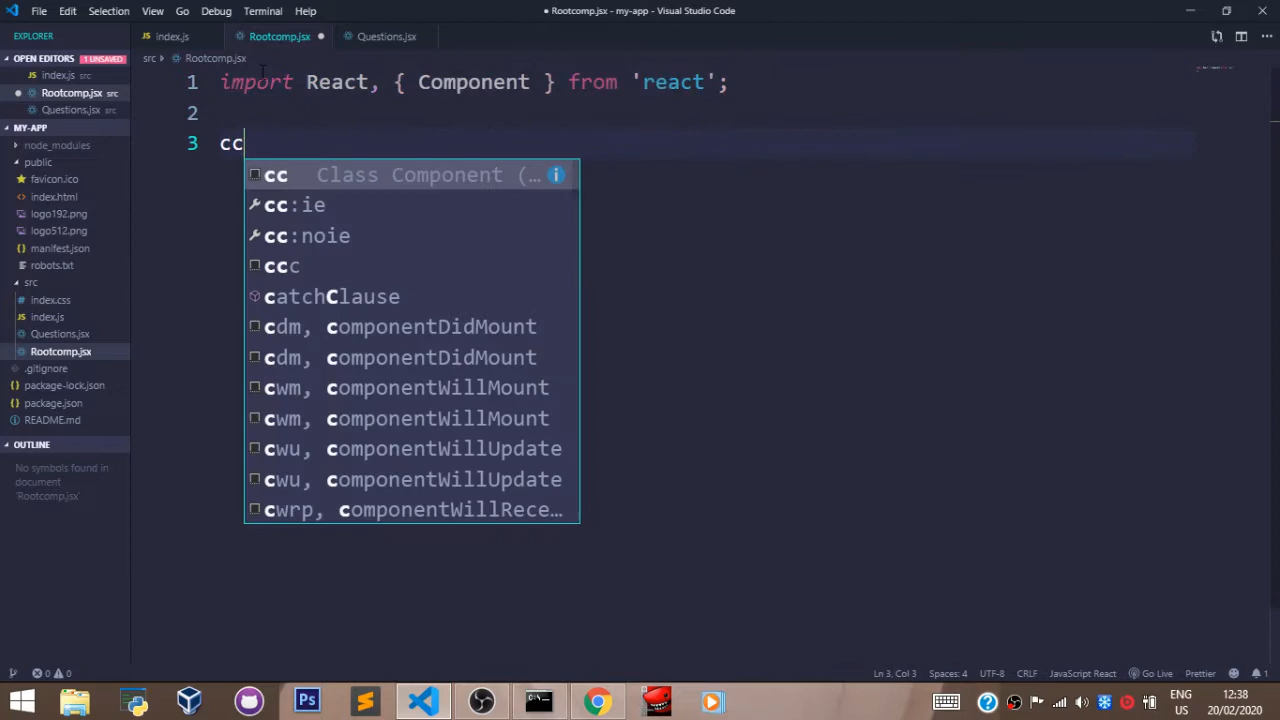 File Edit Selection View Go Debug Terminal Help
● Rootcomp.jsx - my-app - Visual Studio Code
EXPLORER
index.js
Rootcomp.jsx
Questions.jsx
OPEN EDITORS 1 UNSAVED
index.js src
Rootcomp.jsx src
Questions.jsx src
MY-APP
node_modules
public
favicon.ico
index.html
logo192.png
logo512.png
manifest.json
robots.txt
src
index.css
index.js
Questions.jsx
Rootcomp.jsx
.gitignore
package-lock.json
package.json
README.md
OUTLINE
No symbols found in
document
'Rootcomp.jsx'
src › Rootcomp.jsx
1 import React, { Component } from 'react';
2
3 cc
cc Class Component (…
cc:ie
cc:noie
ccc
catchClause
cdm, componentDidMount
cdm, componentDidMount
cwm, componentWillMount
cwm, componentWillMount
cwu, componentWillUpdate
cwu, componentWillUpdate
cwrp, componentWillRece…
0 0
Ln 3, Col 3 Spaces: 4 UTF-8 CRLF JavaScript React Go Live Prettier 1
Ps
ENG
US
12:38
20/02/2020